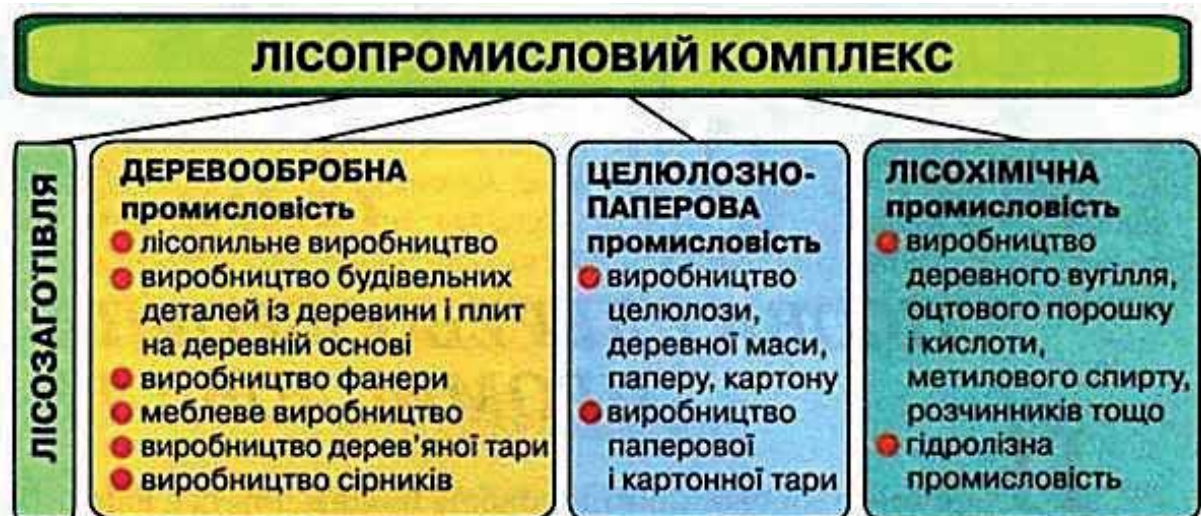 ЛІСОПРОМИСЛОВИЙ КОМПЛЕКС
ЛІСОЗАГОТІВЛЯ
ДЕРЕВООБРОБНА
промисловість
лісопильне виробництво
виробництво будівельних
деталей із деревини і плит
на деревній основі
виробництво фанери
меблеве виробництво
виробництво дерев'яної тари
виробництво сірників
ЦЕЛЮЛОЗНО-
ПАПЕРОВА
промисловість
виробництво
целюлози,
деревної маси,
паперу, картону
виробництво
паперової
і картонної тари
ЛІСОХІМІЧНА
промисловість
виробництво
деревного вугілля,
оцтового порошку
і кислоти,
метилового спирту,
розчинників тощо
гідролізна
промисловість